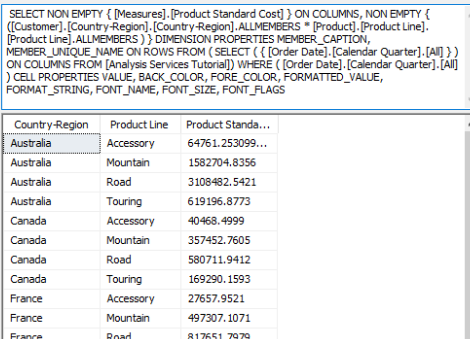 SELECT NON EMPTY { [Measures].[Product Standard Cost] } ON COLUMNS, NON EMPTY {
([Customer].[Country-Region].[Country-Region].ALLMEMBERS * [Product].[Product Line].
[Product Line].ALLMEMBERS ) } DIMENSION PROPERTIES MEMBER_CAPTION,
MEMBER_UNIQUE_NAME ON ROWS FROM ( SELECT ( { [Order Date].[Calendar Quarter].[All] } )
ON COLUMNS FROM [Analysis Services Tutorial]) WHERE ( [Order Date].[Calendar Quarter].[All]
) CELL PROPERTIES VALUE, BACK_COLOR, FORE_COLOR, FORMATTED_VALUE,
FORMAT_STRING, FONT_NAME, FONT_SIZE, FONT_FLAGS
Country-Region Product Line Product Standa...
Australia Accessory 64761.253099...
Australia Mountain 1582704.8356
Australia Road 3108482.5421
Australia Touring 619196.8773
Canada Accessory 40468.4999
Canada Mountain 357452.7605
Canada Road 580711.9412
Canada Touring 169290.1593
France Accessory 27657.9521
France Mountain 497307.1071
France Road 817651.7979